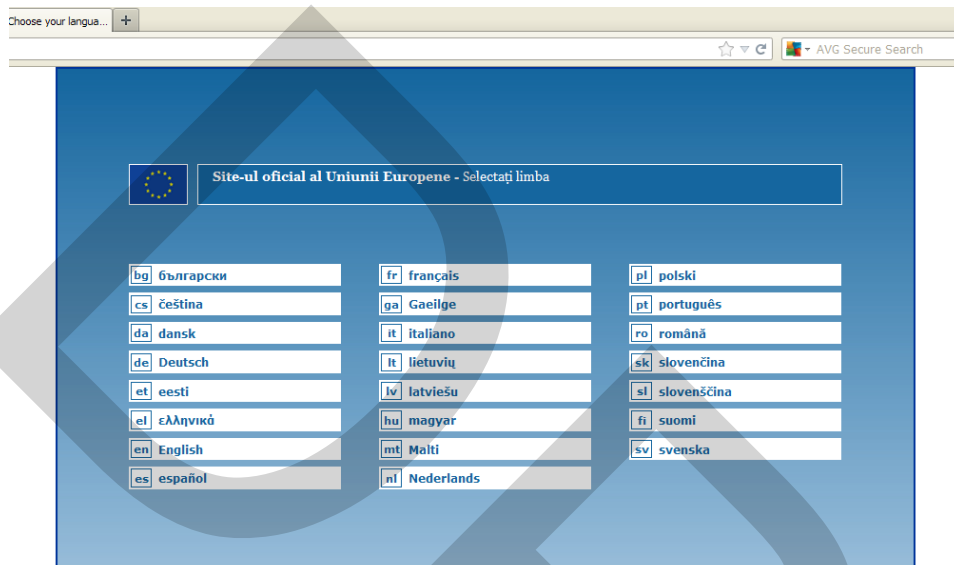 Choose your langua... +
AVG Secure Search
Site-ul oficial al Uniunii Europene - Selectați limba
bg български
cs čeština
da dansk
de Deutsch
et eesti
el ελληνικά
en English
es español
fr français
ga Gaeilge
it italiano
lt lietuvių
lv latviešu
hu magyar
mt Malti
nl Nederlands
pl polski
pt português
ro română
sk slovenčina
sl slovenščina
fi suomi
sv svenska